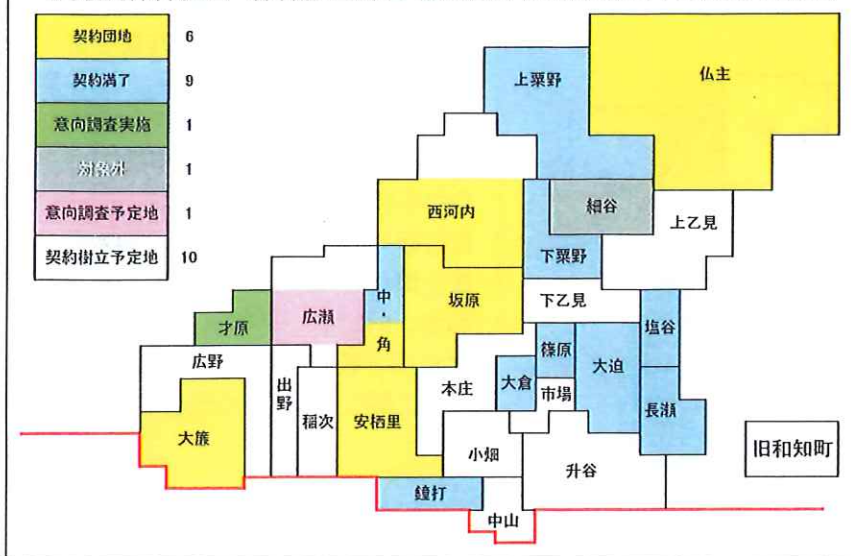 契約団地 6
契約満了 9
意向調査実施 1
対象外 1
意向調査予定地 1
契約樹立予定地 10
仏主
上粟野
西河内
細谷
上乙見
下粟野
中・角
坂原
下乙見
塩谷
広瀬
才原
広野
出野
稲次
安栖里
本庄
大倉
篠原
市場
大迫
長瀬
大簾
小畑
升谷
鐘打
中山
旧和知町